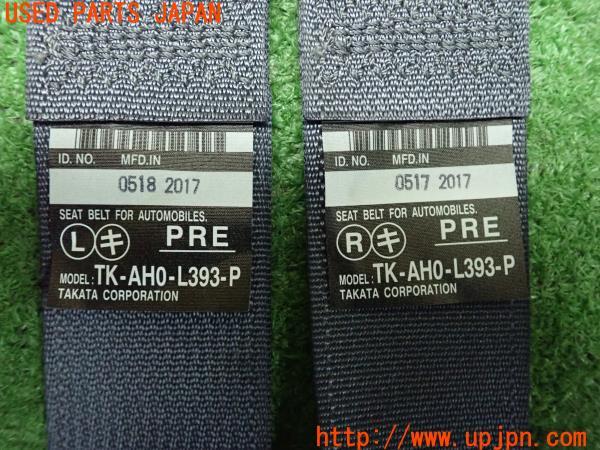 USED PARTS JAPAN
ID. NO. MFD.IN
0518 2017
SEAT BELT FOR AUTOMOBILES.
L キ PRE
MODEL: TK-AH0-L393-P
TAKATA CORPORATION
ID. NO. MFD.IN
0517 2017
SEAT BELT FOR AUTOMOBILES.
R キ PRE
MODEL: TK-AH0-L393-P
TAKATA CORPORATION
http://www.upjpn.com/